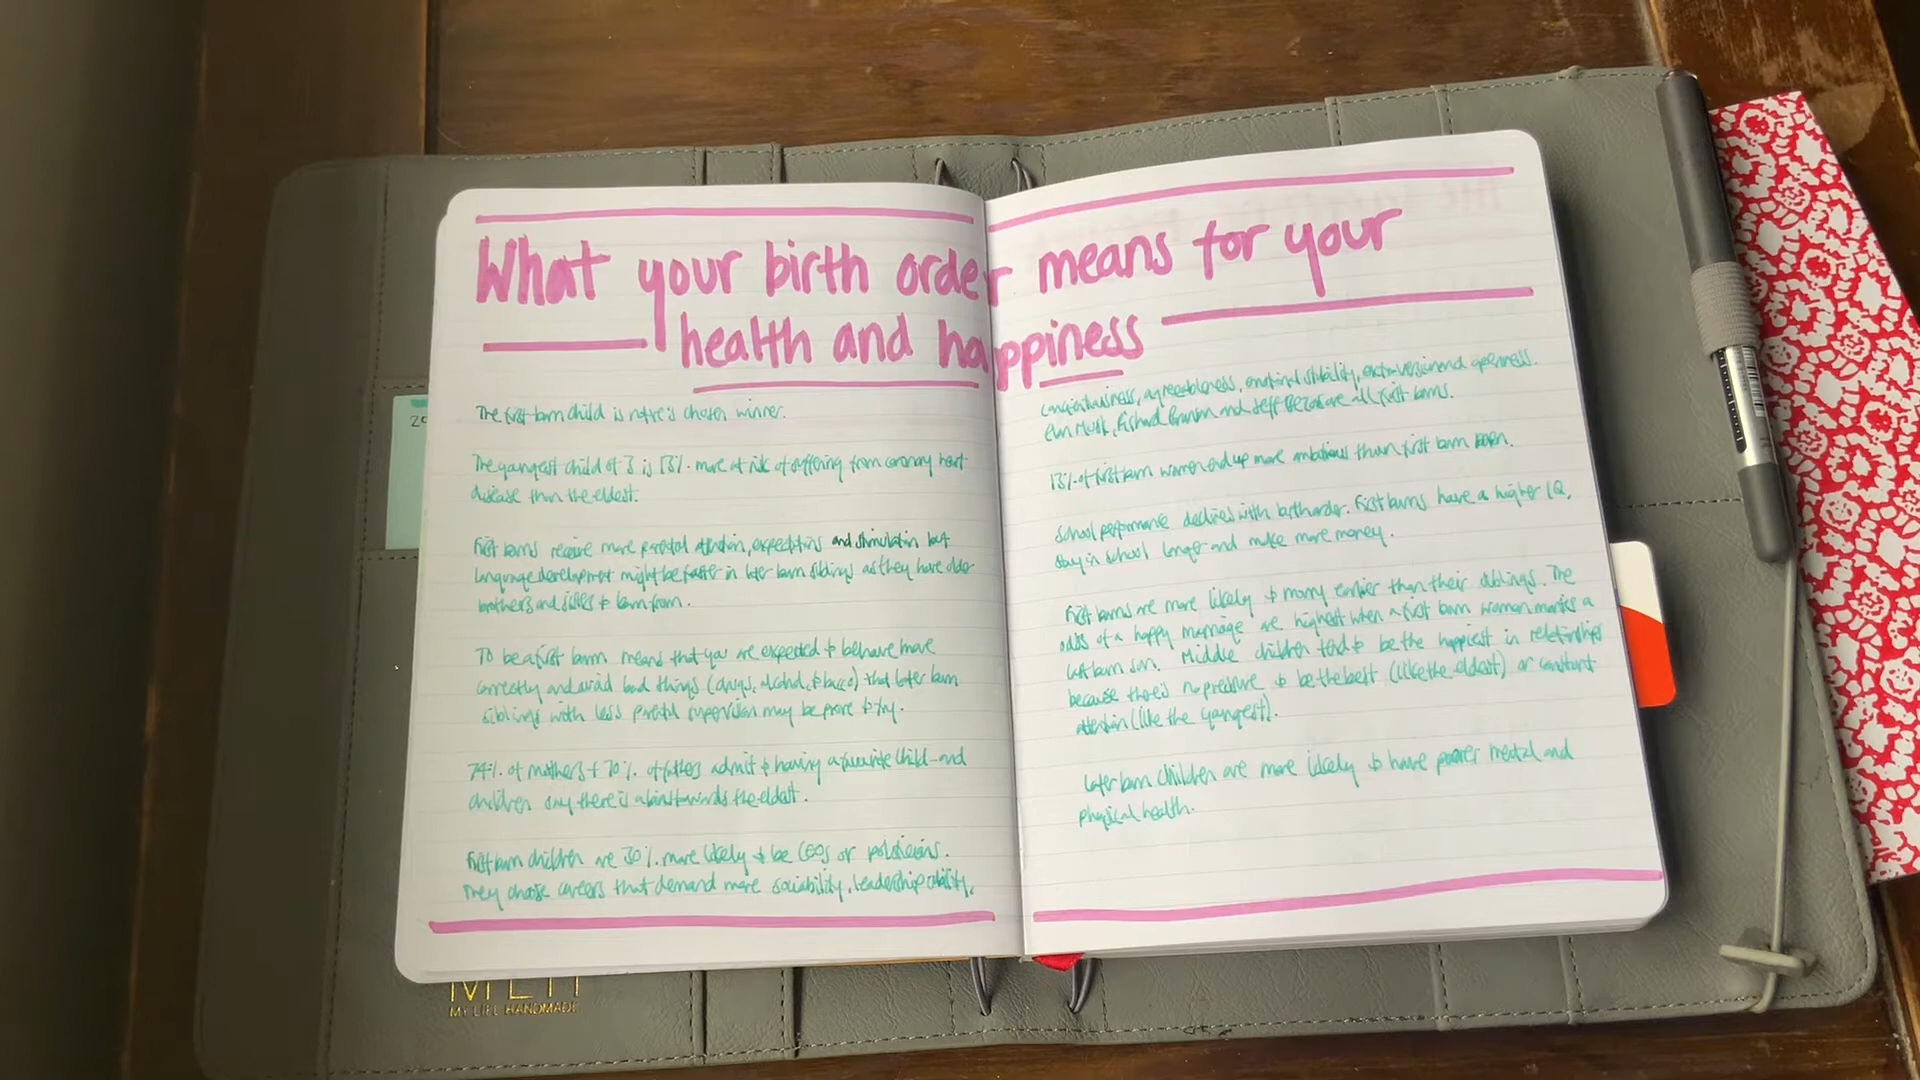 What your birth order means for your
health and happiness
The first born child is nature's chosen winner.
The youngest child of 3 is 13% more at risk of suffering from coronary heart
disease than the eldest.
First borns receive more parental attention, expectations and stimulation but
language development might be faster in later born siblings as they have older
brothers and sisters to learn from.
To be a first born means that you are expected to behave more
correctly and avoid bad things (drugs, alcohol, tobacco) that later born
siblings with less parental supervision may be prone to try.
74% of mothers + 70% of fathers admit to having a favourite child - and
children say there is a bias towards the eldest.
First born children are 30% more likely to be CEOs or politicians.
They choose careers that demand more sociability, leadership ability,
conscientiousness, agreeableness, emotional stability, extraversion and openness.
Elon Musk, Richard Branson and Jeff Bezos are all first borns.
13% of first born women end up more ambitious than first born men.
School performance declines with birth order. First borns have a higher IQ,
stay in school longer and make more money.
First borns are more likely to marry earlier than their siblings. The
odds of a happy marriage are highest when a first born woman marries a
last born son. Middle children tend to be the happiest in relationships
because there's no pressure to be the best (like the eldest) or constant
attention (like the youngest).
Later born children are more likely to have poorer mental and
physical health.
MY LIFE HANDMADE